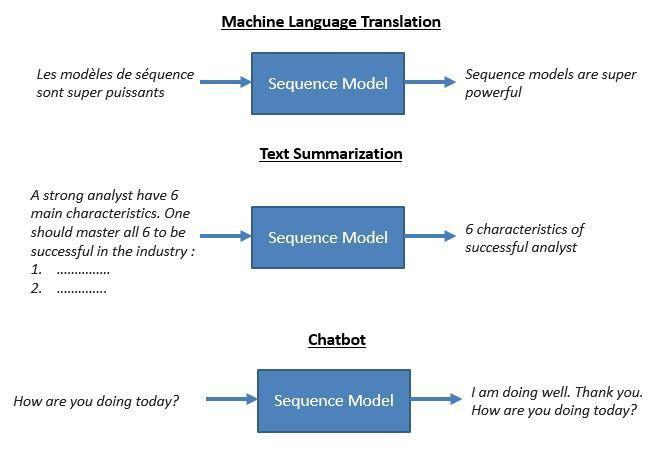 Machine Language Translation
Les modèles de séquence
sont super puissants
Sequence Model
Sequence models are super
powerful
Text Summarization
A strong analyst have 6
main characteristics. One
should master all 6 to be
successful in the industry :
1. ...............
2. ..............
Sequence Model
6 characteristics of
successful analyst
Chatbot
How are you doing today?
Sequence Model
I am doing well. Thank you.
How are you doing today?